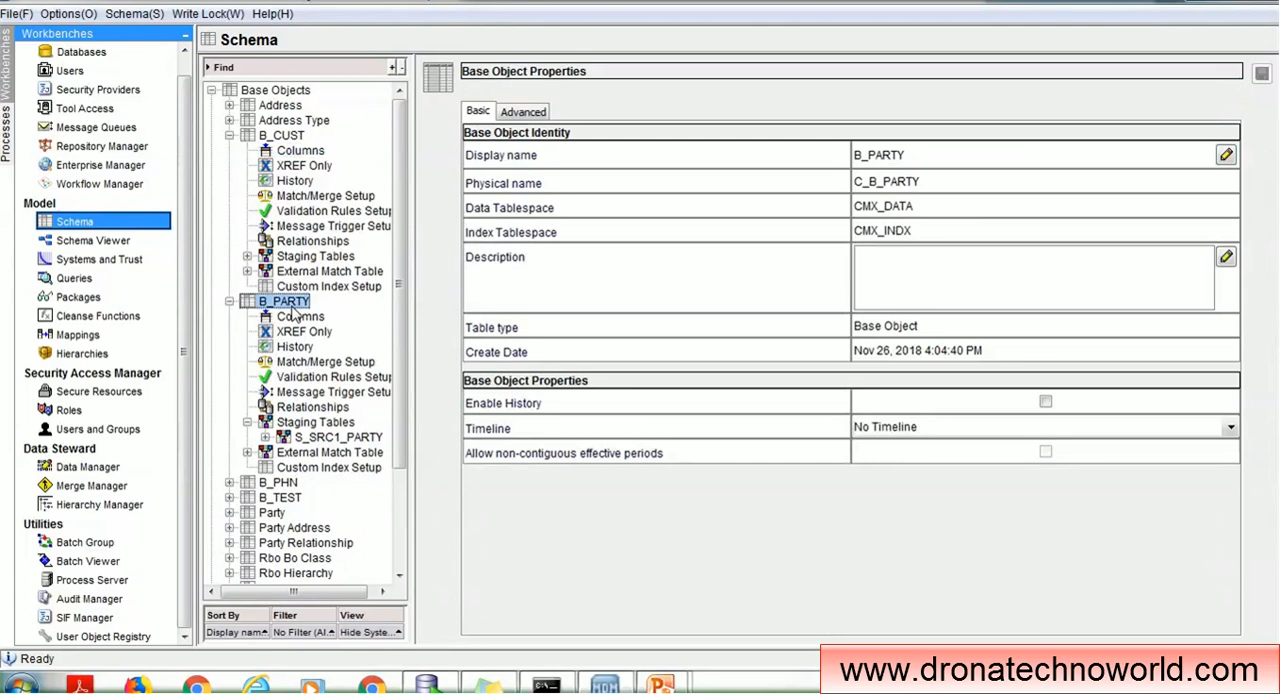 File(F) Options(O) Schema(S) Write Lock(W) Help(H)
Workbenches
Processes
Workbenches
Databases
Users
Security Providers
Tool Access
Message Queues
Repository Manager
Enterprise Manager
Workflow Manager
Model
Schema
Schema Viewer
Systems and Trust
Queries
Packages
Cleanse Functions
Mappings
Hierarchies
Security Access Manager
Secure Resources
Roles
Users and Groups
Data Steward
Data Manager
Merge Manager
Hierarchy Manager
Utilities
Batch Group
Batch Viewer
Process Server
Audit Manager
SIF Manager
User Object Registry
Schema
Find
+ -
Base Objects
Address
Address Type
B_CUST
Columns
XREF Only
History
Match/Merge Setup
Validation Rules Setu
Message Trigger Setu
Relationships
Staging Tables
External Match Table
Custom Index Setup
B_PARTY
Columns
XREF Only
History
Match/Merge Setup
Validation Rules Setu
Message Trigger Setu
Relationships
Staging Tables
S_SRC1_PARTY
External Match Table
Custom Index Setup
B_PHN
B_TEST
Party
Party Address
Party Relationship
Rbo Bo Class
Rbo Hierarchy
Sort By Filter View
Display nam... No Filter (Al... Hide Syste...
Base Object Properties
Basic Advanced
Base Object Identity
Display name B_PARTY
Physical name C_B_PARTY
Data Tablespace CMX_DATA
Index Tablespace CMX_INDX
Description
Table type Base Object
Create Date Nov 26, 2018 4:04:40 PM
Base Object Properties
Enable History
Timeline No Timeline
Allow non-contiguous effective periods
Ready
MDM
www.dronatechnoworld.com